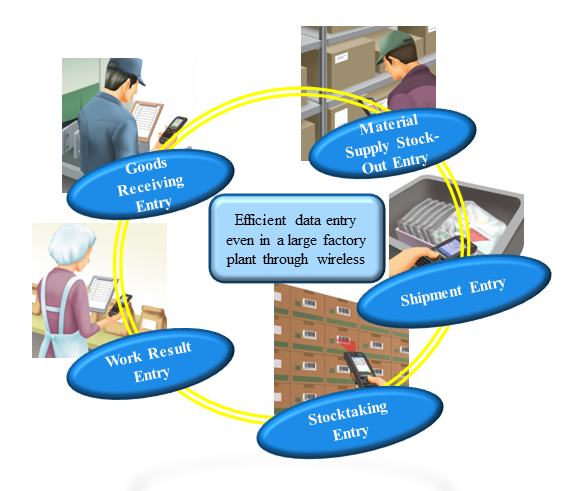 Material
Supply Stock-
Out Entry
Goods
Receiving
Entry
Efficient data entry
even in a large factory
plant through wireless
Shipment Entry
Work Result
Entry
Stocktaking
Entry